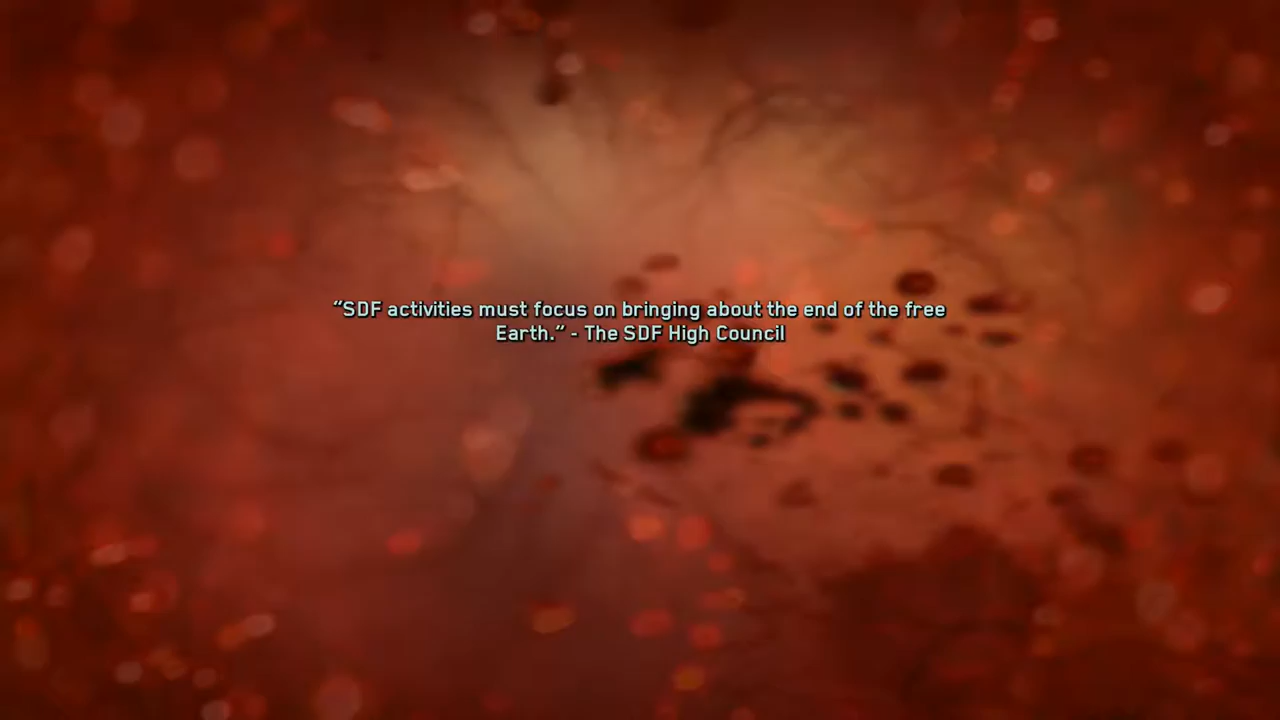 “SDF activities must focus on bringing about the end of the free
Earth.” - The SDF High Council